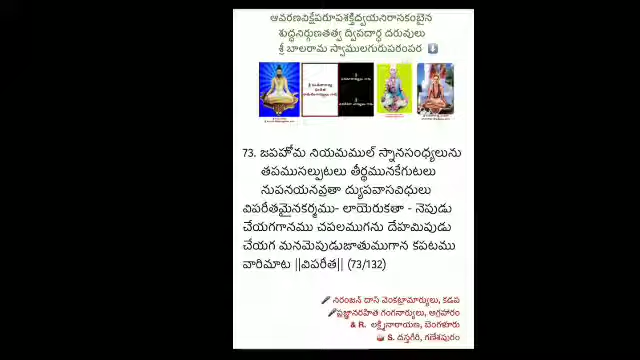 ఆవరణవిక్షేపరూపశక్తిద్వయనిరాసకంబైన
శుద్ధనిర్గుణతత్వ ద్విపదార్ధ దరువులు
శ్రీ బాలరామ స్వాములగురుపరంపర ⬇️
73. జపహోమ నియమముల్ స్నానసంధ్యలును
తపముసల్పుటలు తీర్థమునకేగుటలు
నుపనయనవ్రతా ద్యుపవాసవిధులు
విపరీతమైనకర్మము- లాయెరుకతా - నెపుడు
చేయగగానము చపలముగను దేహమిపుడు
చేయగ మనమెపుడుజాతుముగాన కపటము
వారిమాట ||విపరీత|| (73/132)
🎤 నిరంజన్ దాస్ వెంకట్రామార్యులు, కడప
🎤ప్రజ్ఞానరహిత గంగనార్యులు, అగ్రహారం
& R. లక్ష్మినారాయణ, బెంగళూరు
S. దస్తగిరి, గణేశపురం